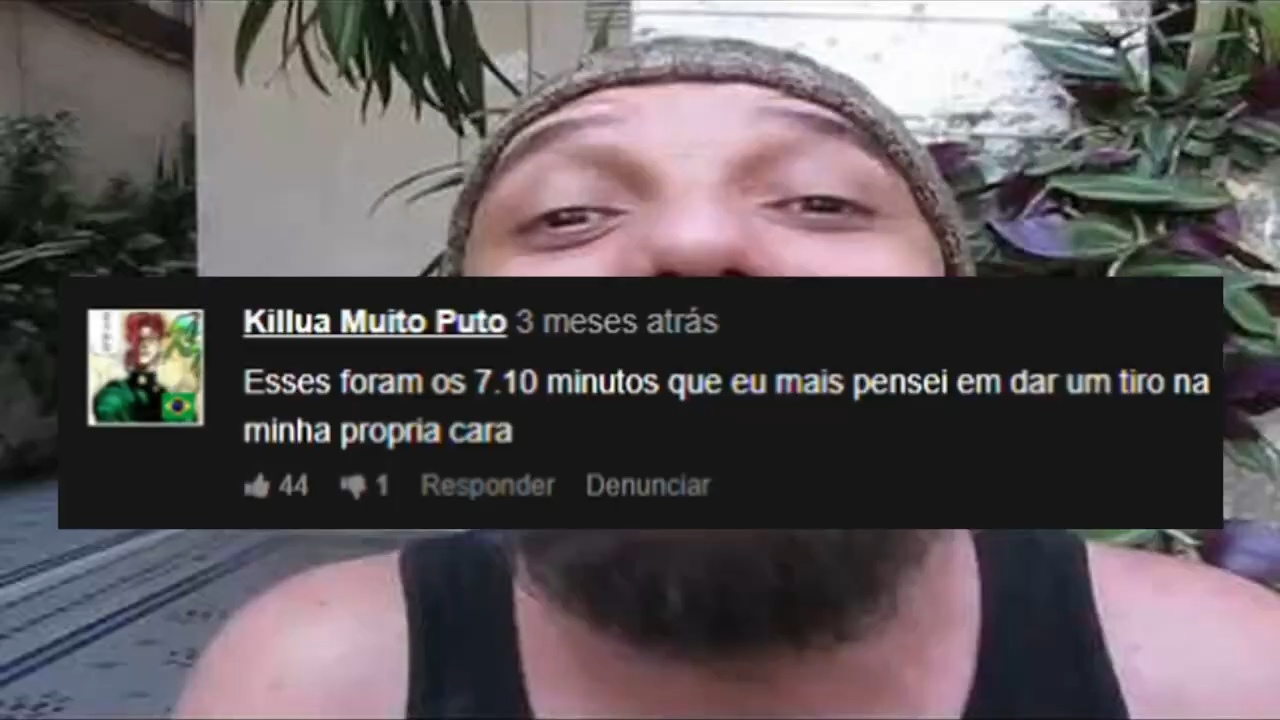 Killua Muito Puto 3 meses atrás
Esses foram os 7.10 minutos que eu mais pensei em dar um tiro na
minha propria cara
44 1 Responder Denunciar